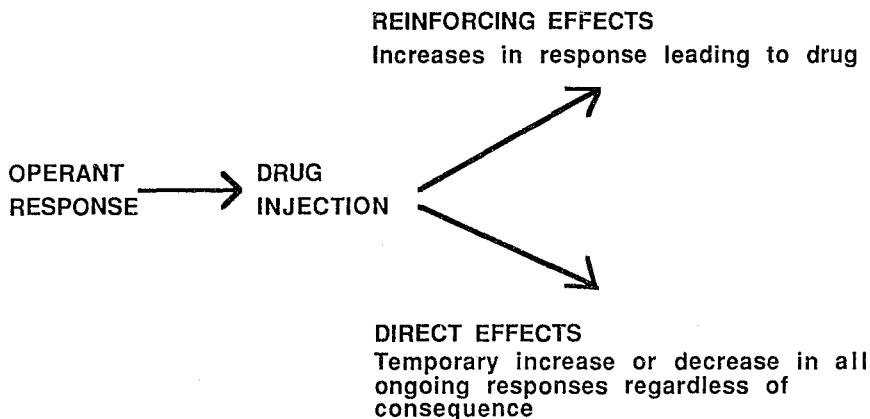 REINFORCING EFFECTS
Increases in response leading to drug
OPERANT
RESPONSE
DRUG
INJECTION
DIRECT EFFECTS
Temporary increase or decrease in all
ongoing responses regardless of
consequence